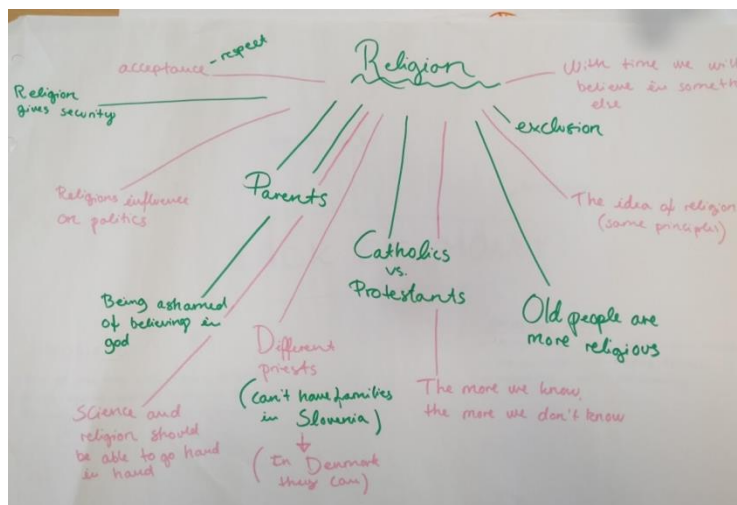 Religion
acceptance - respect
With time we will
believe in
else
Religion
gives security
exclusion
Religions influence
on politics
Parents
The idea of religion
(same principles)
Catholics
vs.
Protestants
Being ashamed
of believing in
god
Old people are
more religious
Different
priests
(can't have families
in Slovenia)
(In Denmark
they can)
The more we know,
the more we don't know
Science and
religion should
be able to go hand
in hand